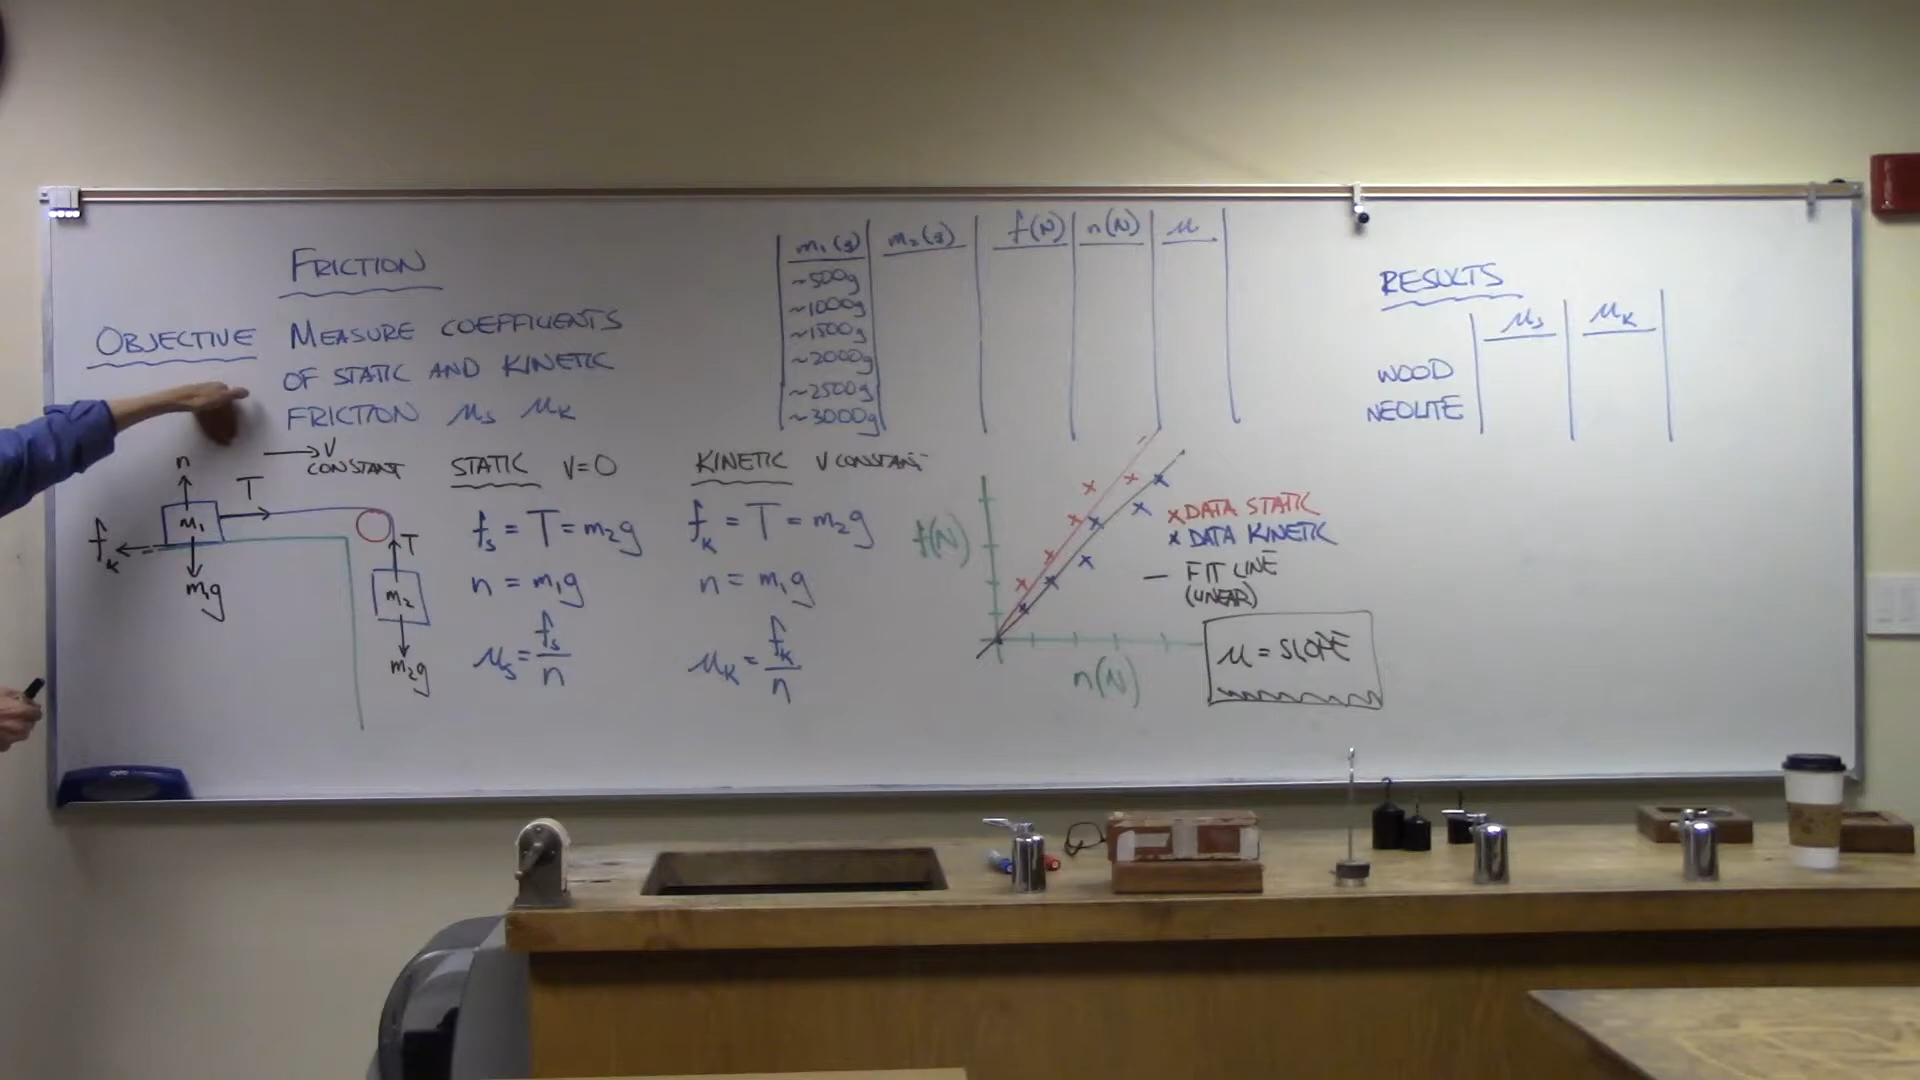 FRICTION
OBJECTIVE MEASURE COEFFICIENTS
OF STATIC AND KINETIC
FRICTION μs μk
→ V
CONSTANT
n
T
m₁
fk
m₁g
T
m₂
m₂g
STATIC V=0
fs = T = m₂g
n = m₁g
μs = fs/n
KINETIC V CONSTANT
fk = T = m₂g
n = m₁g
μk = fk/n
m₁(g) m₂(g) f(N) n(N) μ
~500g
~1000g
~1500g
~2000g
~2500g
~3000g
f(N)
n(N)
x DATA STATIC
x DATA KINETIC
— FIT LINE
(LINEAR)
μ = SLOPE
RESULTS
μs μk
WOOD
NEOLITE